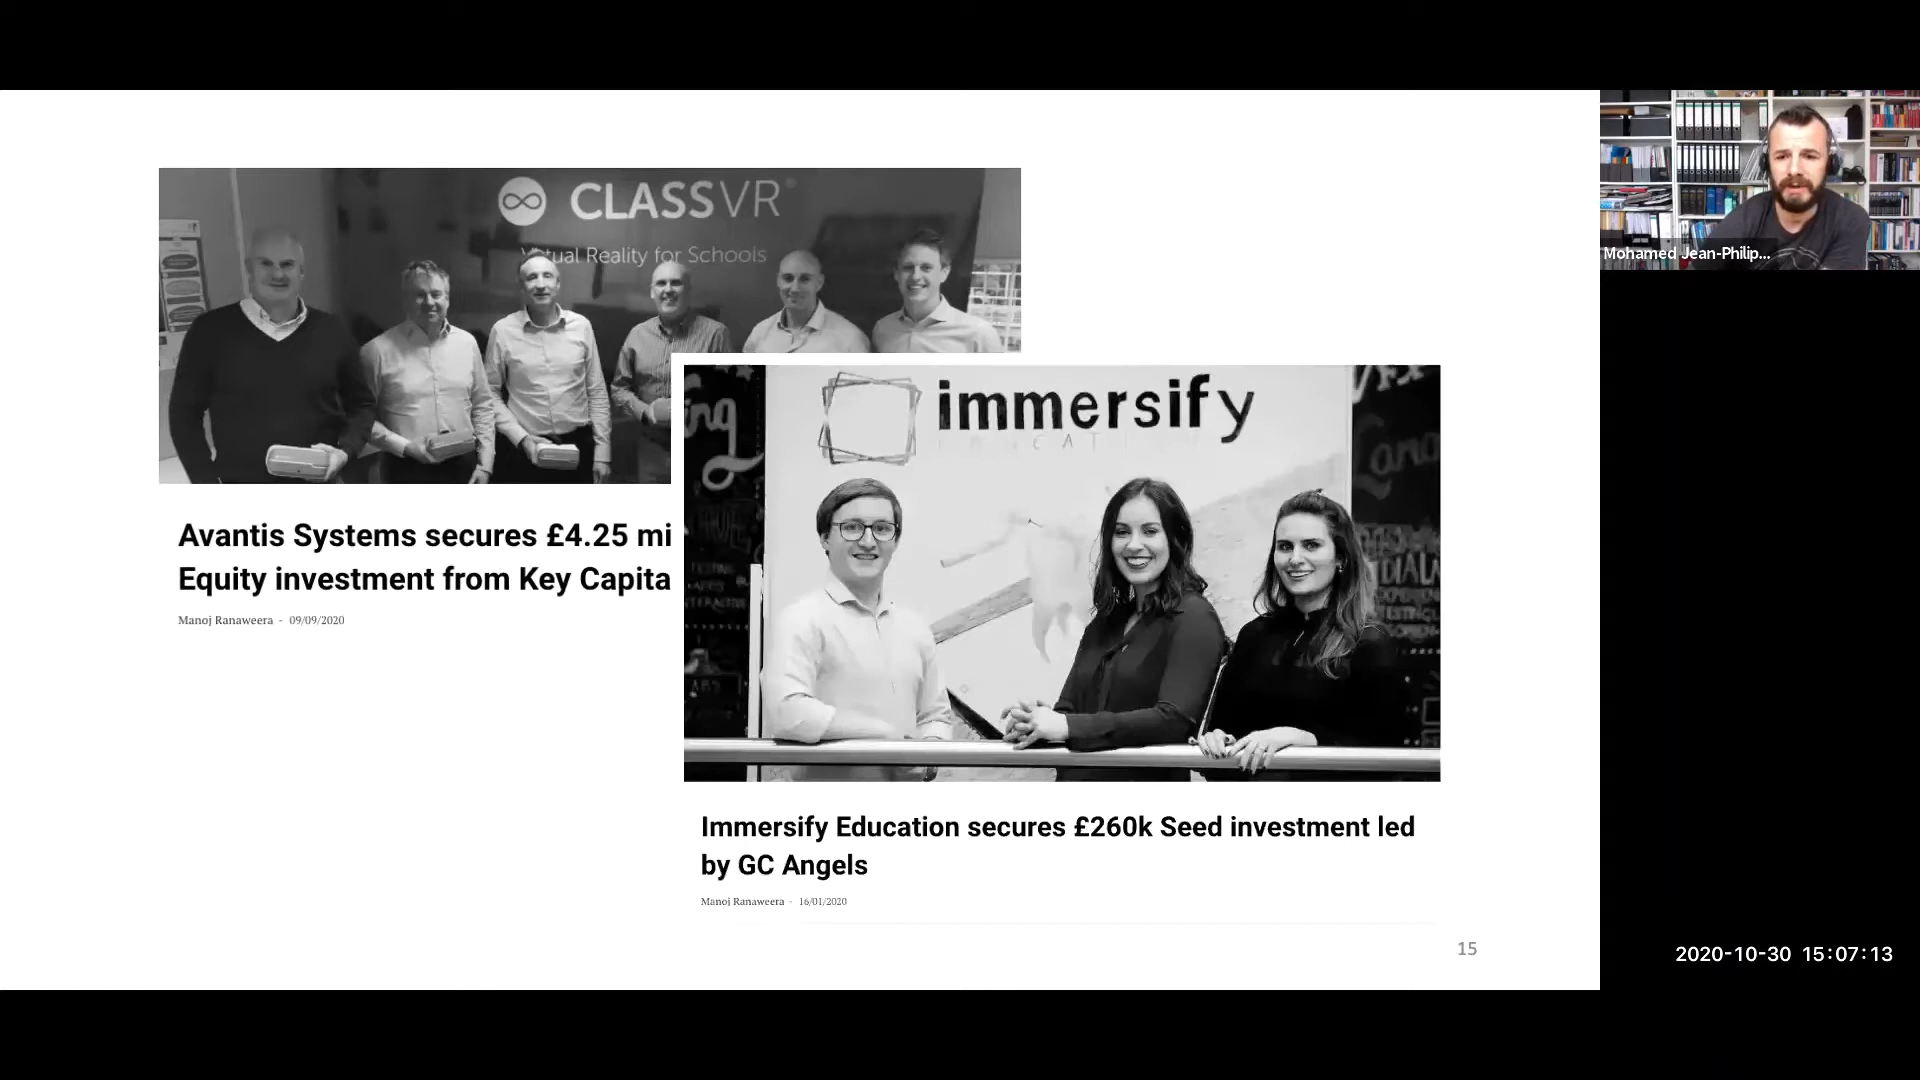 CLASSVR
Virtual Reality for Schools
Avantis Systems secures £4.25 mi
Equity investment from Key Capita
Manoj Ranaweera - 09/09/2020
immersify
Immersify Education secures £260k Seed investment led
by GC Angels
Manoj Ranaweera - 16/01/2020
15
Mohamed Jean-Philip...
2020-10-30 15:07:13